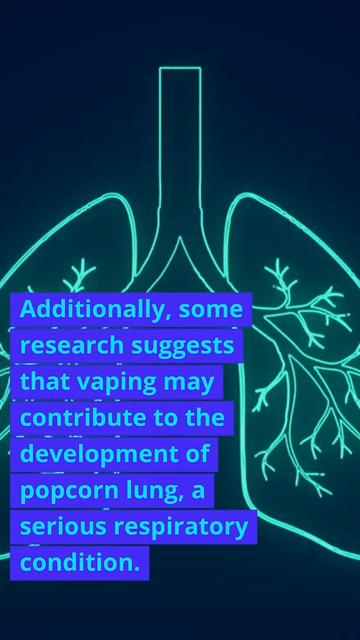 Additionally, some
research suggests
that vaping may
contribute to the
development of
popcorn lung, a
serious respiratory
condition.